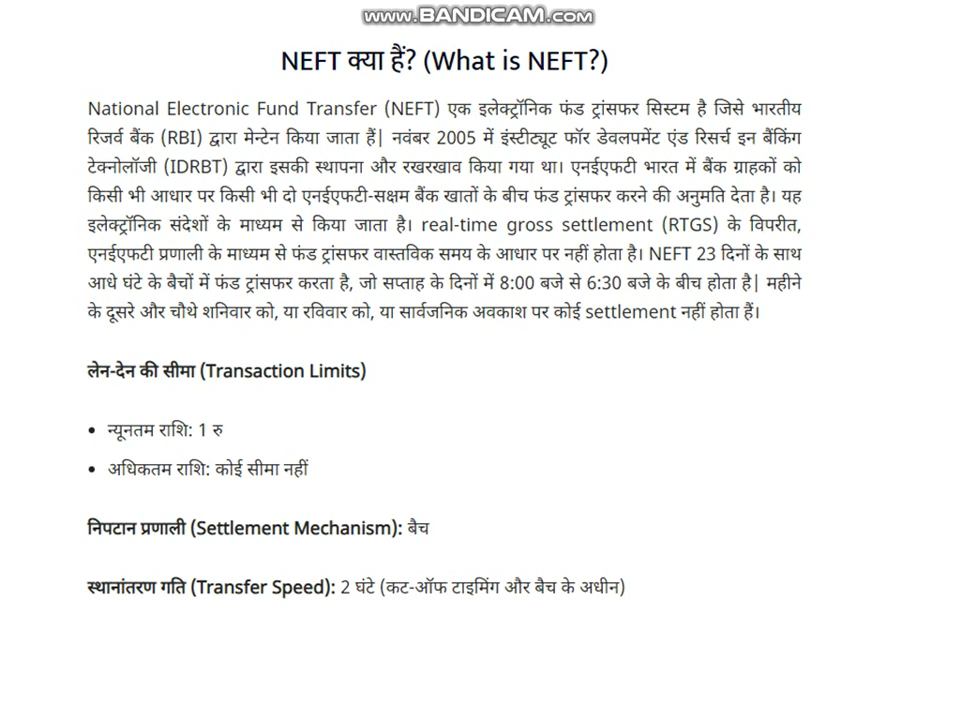 www.BANDICAM.com
NEFT क्या हैं? (What is NEFT?)
National Electronic Fund Transfer (NEFT) एक इलेक्ट्रॉनिक फंड ट्रांसफर सिस्टम है जिसे भारतीय
रिजर्व बैंक (RBI) द्वारा मेन्टेन किया जाता हैं| नवंबर 2005 में इंस्टीट्यूट फॉर डेवलपमेंट एंड रिसर्च इन बैंकिंग
टेक्नोलॉजी (IDRBT) द्वारा इसकी स्थापना और रखरखाव किया गया था। एनईएफटी भारत में बैंक ग्राहकों को
किसी भी आधार पर किसी भी दो एनईएफटी-सक्षम बैंक खातों के बीच फंड ट्रांसफर करने की अनुमति देता है। यह
इलेक्ट्रॉनिक संदेशों के माध्यम से किया जाता है। real-time gross settlement (RTGS) के विपरीत,
एनईएफटी प्रणाली के माध्यम से फंड ट्रांसफर वास्तविक समय के आधार पर नहीं होता है। NEFT 23 दिनों के साथ
आधे घंटे के बैचों में फंड ट्रांसफर करता है, जो सप्ताह के दिनों में 8:00 बजे से 6:30 बजे के बीच होता है| महीने
के दूसरे और चौथे शनिवार को, या रविवार को, या सार्वजनिक अवकाश पर कोई settlement नहीं होता हैं।
लेन-देन की सीमा (Transaction Limits)
• न्यूनतम राशि: 1 रु
• अधिकतम राशि: कोई सीमा नहीं
निपटान प्रणाली (Settlement Mechanism): बैच
स्थानांतरण गति (Transfer Speed): 2 घंटे (कट-ऑफ टाइमिंग और बैच के अधीन)